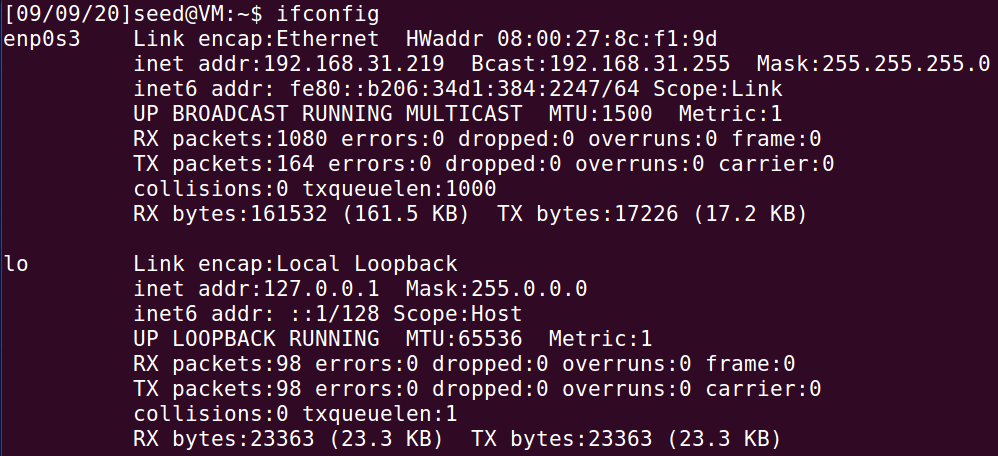 [09/09/20]seed@VM:~$ ifconfig
enp0s3    Link encap:Ethernet  HWaddr 08:00:27:8c:f1:9d
          inet addr:192.168.31.219  Bcast:192.168.31.255  Mask:255.255.255.0
          inet6 addr: fe80::b206:34d1:384:2247/64 Scope:Link
          UP BROADCAST RUNNING MULTICAST  MTU:1500  Metric:1
          RX packets:1080 errors:0 dropped:0 overruns:0 frame:0
          TX packets:164 errors:0 dropped:0 overruns:0 carrier:0
          collisions:0 txqueuelen:1000
          RX bytes:161532 (161.5 KB)  TX bytes:17226 (17.2 KB)

lo        Link encap:Local Loopback
          inet addr:127.0.0.1  Mask:255.0.0.0
          inet6 addr: ::1/128 Scope:Host
          UP LOOPBACK RUNNING  MTU:65536  Metric:1
          RX packets:98 errors:0 dropped:0 overruns:0 frame:0
          TX packets:98 errors:0 dropped:0 overruns:0 carrier:0
          collisions:0 txqueuelen:1
          RX bytes:23363 (23.3 KB)  TX bytes:23363 (23.3 KB)